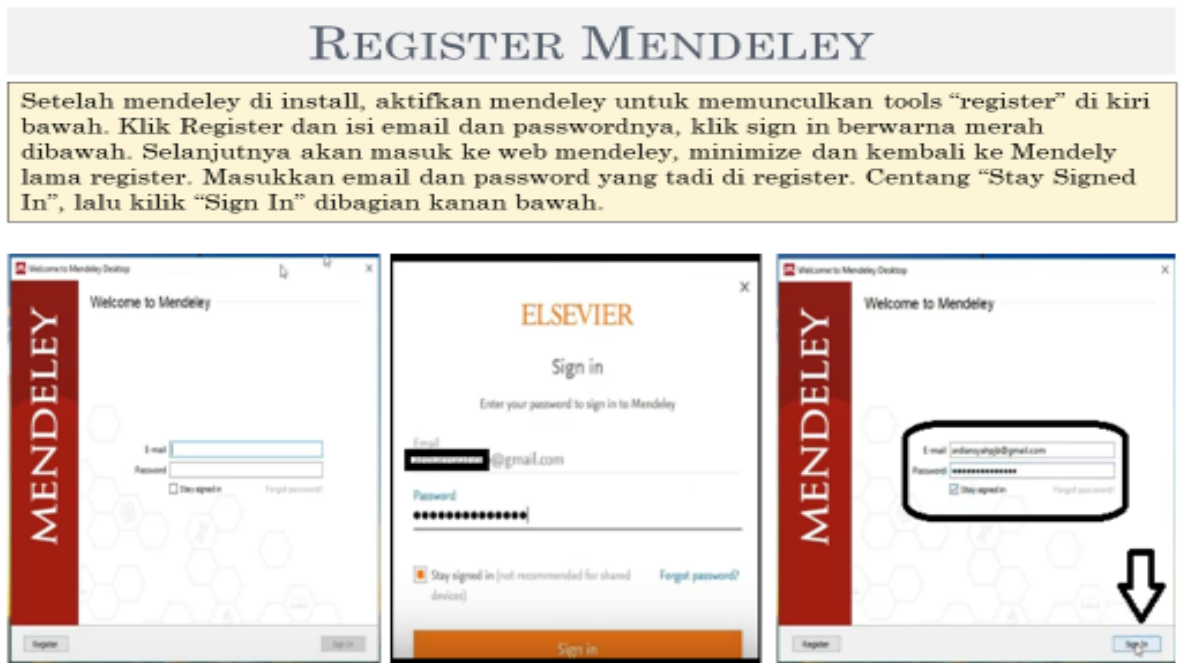 REGISTER MENDELEY
Setelah mendeley di install, aktifkan mendeley untuk memunculkan tools “register” di kiri
bawah. Klik Register dan isi email dan passwordnya, klik sign in berwarna merah
dibawah. Selanjutnya akan masuk ke web mendeley, minimize dan kembali ke Mendely
lama register. Masukkan email dan password yang tadi di register. Centang “Stay Signed
In”, lalu kilik “Sign In” dibagian kanan bawah.
Welcome to Mendeley Desktop
Welcome to Mendeley
MENDELEY
E-mail
Password
Stay signed in Forgot password?
Register Sign In
ELSEVIER
Sign in
Enter your password to sign in to Mendeley
Email
@gmail.com
Password
Stay signed in (not recommended for shared
devices)
Forgot password?
Sign in
Welcome to Mendeley Desktop
Welcome to Mendeley
MENDELEY
E-mail
Password
Stay signed in Forgot password?
Register Sign In